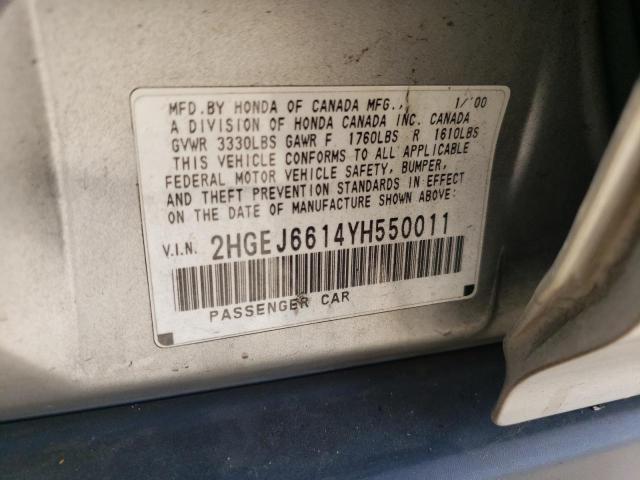 MFD. BY HONDA OF CANADA MFG., 1/'00
A DIVISION OF HONDA CANADA INC. CANADA
GVWR 3330LBS GAWR F 1760LBS R 1610LBS
THIS VEHICLE CONFORMS TO ALL APPLICABLE
FEDERAL MOTOR VEHICLE SAFETY, BUMPER,
AND THEFT PREVENTION STANDARDS IN EFFECT
ON THE DATE OF MANUFACTURE SHOWN ABOVE:
V.I.N. 2HGEJ6614YH550011
PASSENGER CAR